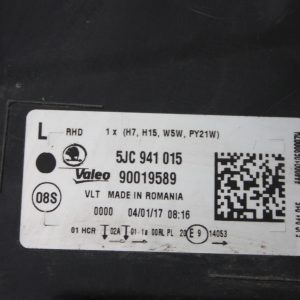 L RHD 1 x (H7, H15, W5W, PY21W)
5JC 941 015
Valeo 90019589
08S VLT MADE IN ROMANIA
0000 04/01/17 08:16
01 HCR 02A 01 1a 00RL PL 20 E 9 14053